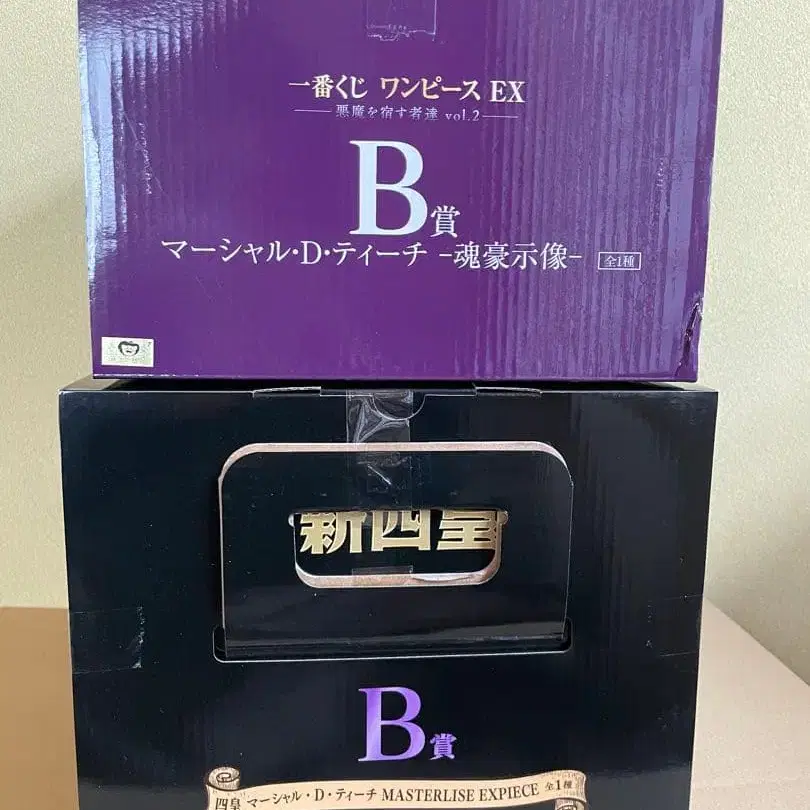 一番くじ ワンピース EX
悪魔を宿す者達 vol.2
B賞
マーシャル・D・ティーチ -魂豪示像- 全1種
新四皇
B賞
四皇 マーシャル・D・ティーチ MASTERLISE EXPIECE 全1種